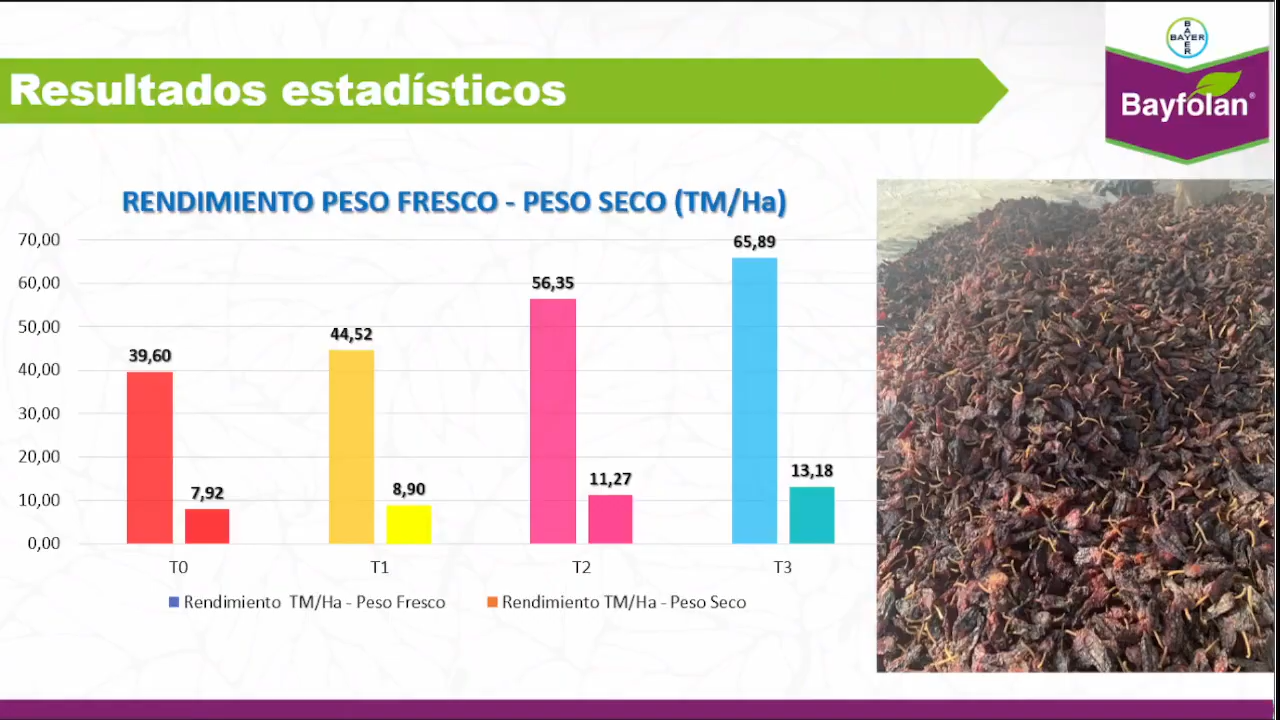 BAYER
BAYER
Bayfolan®
Resultados estadísticos
RENDIMIENTO PESO FRESCO - PESO SECO (TM/Ha)
70,00
60,00
50,00
40,00
30,00
20,00
10,00
0,00
39,60
7,92
44,52
8,90
56,35
11,27
65,89
13,18
T0
T1
T2
T3
Rendimiento TM/Ha - Peso Fresco
Rendimiento TM/Ha - Peso Seco